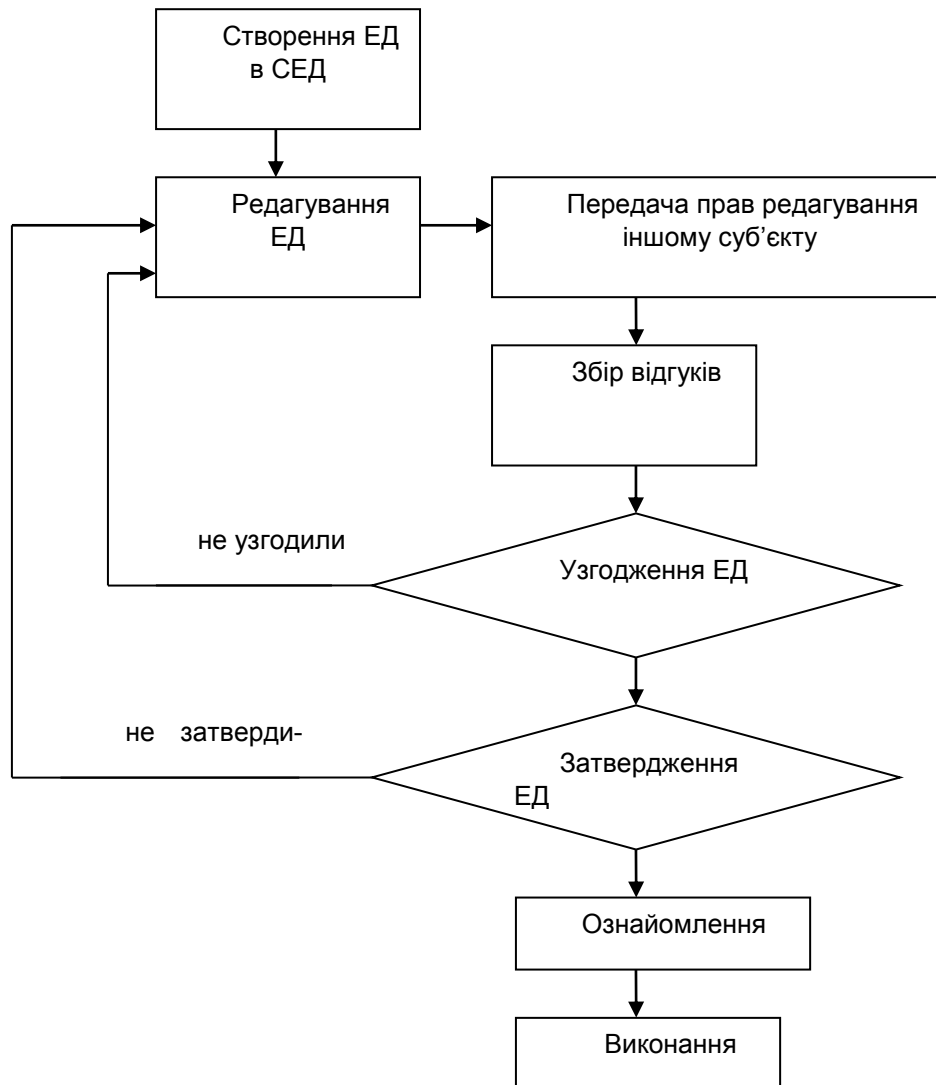 Створення ЕД
в СЕД
Редагування
ЕД
Передача прав редагування
іншому суб’єкту
Збір відгуків
не узгодили
Узгодження ЕД
не затверди-
Затвердження
ЕД
Ознайомлення
Виконання